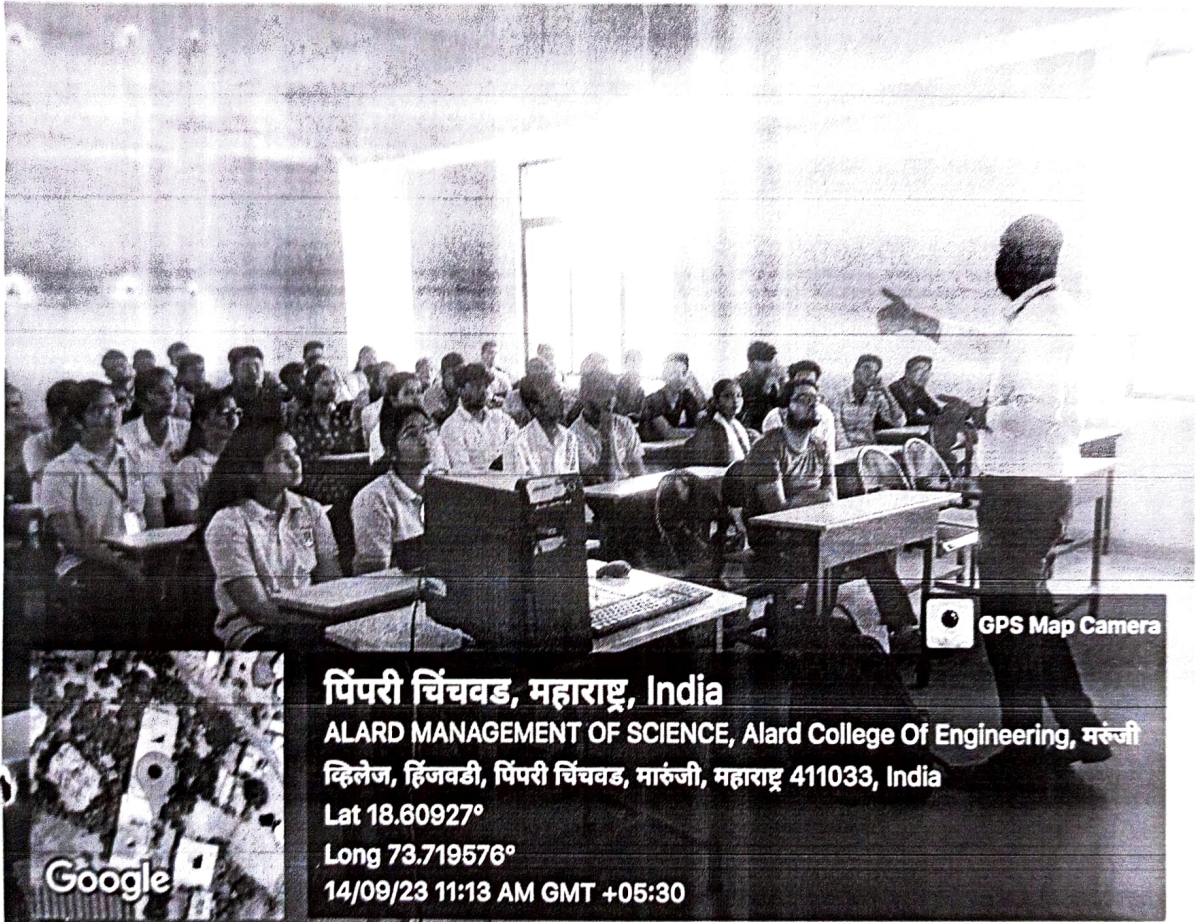 GPS Map Camera
पिंपरी चिंचवड, महाराष्ट्र, India
ALARD MANAGEMENT OF SCIENCE, Alard College Of Engineering, मारुंजी
व्हिलेज, हिंजवडी, पिंपरी चिंचवड, मारुंजी, महाराष्ट्र 411033, India
Lat 18.60927°
Long 73.719576°
14/09/23 11:13 AM GMT +05:30
Google